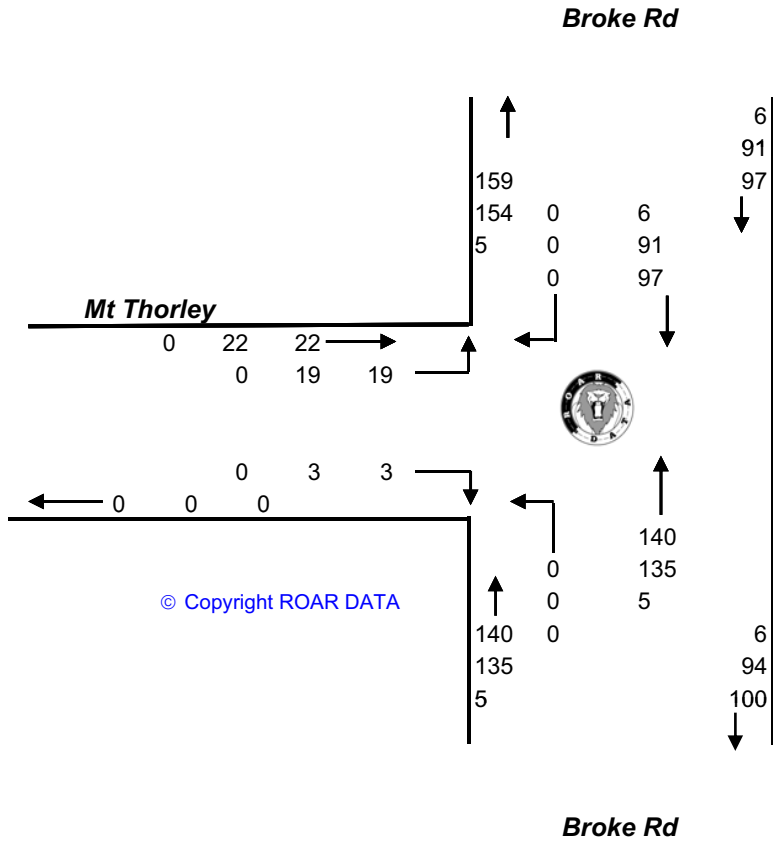 Broke Rd
6
91
159 97
154 0 6
5 0 91
0 97
Mt Thorley
0 22 22
0 19 19
ROAR DATA
0 3 3
0 0 0
140
0 135
© Copyright ROAR DATA 0 5
140 0 6
135 94
5 100
Broke Rd